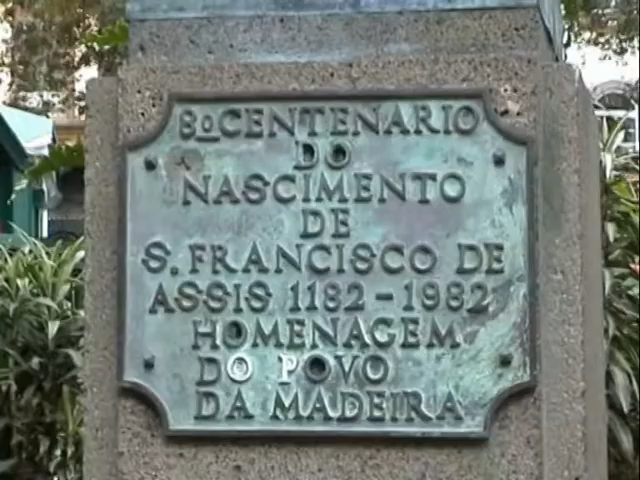 8º CENTENARIO
DO
NASCIMENTO
DE
S. FRANCISCO DE
ASSIS 1182-1982
HOMENAGEM
DO POVO
DA MADEIRA